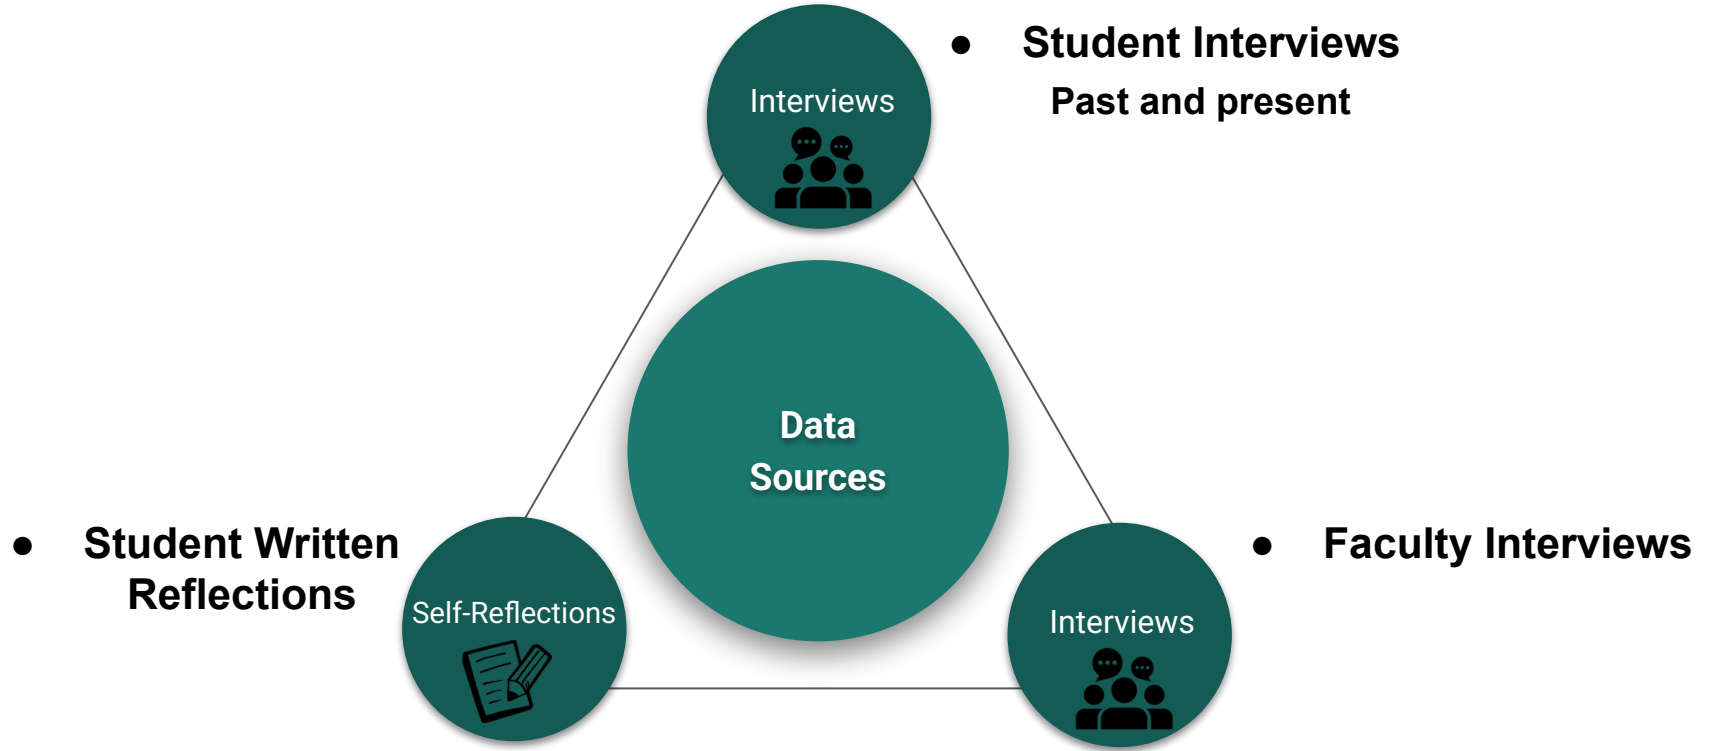 ● Student Interviews
Past and present
Interviews
Data
Sources
● Student Written
Reflections
Self-Reflections
● Faculty Interviews
Interviews